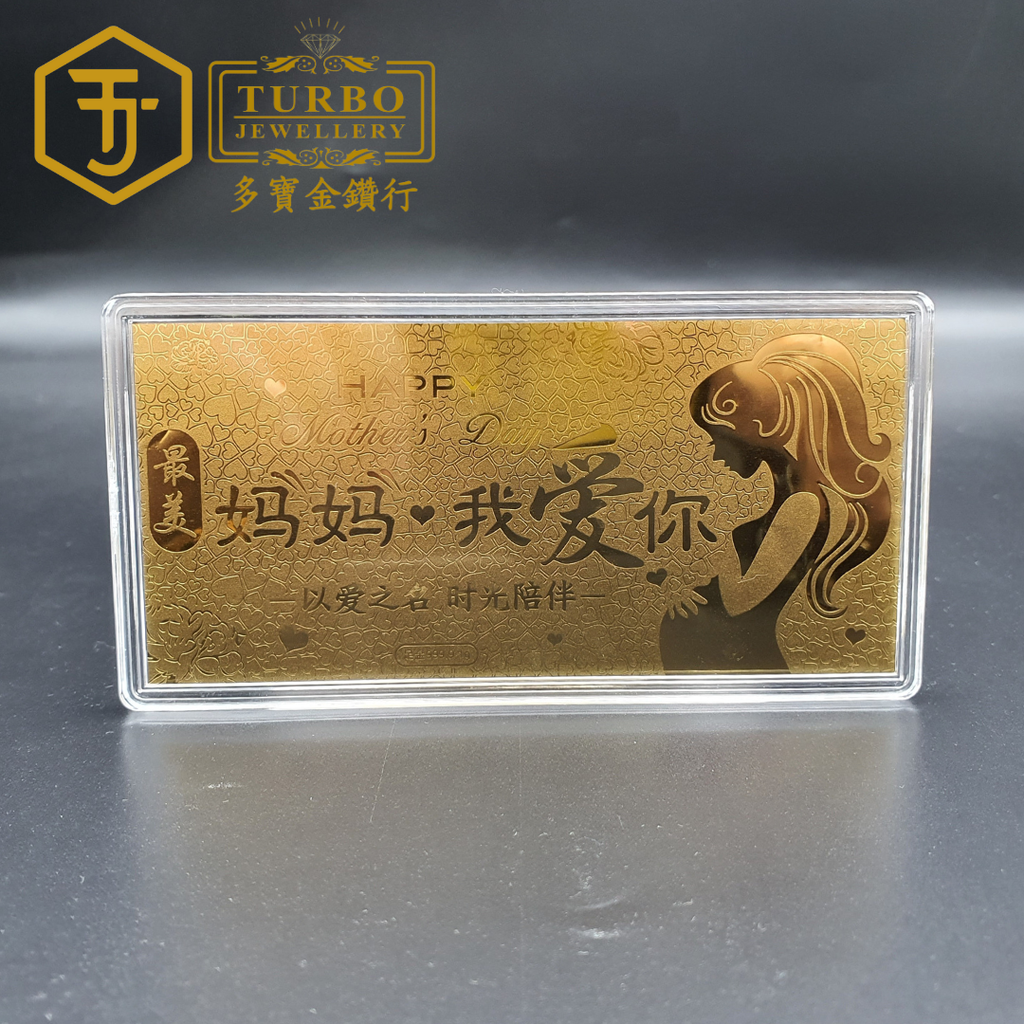 TJ
TURBO
JEWELLERY
多寶金鑽行
HAPPY
Mother's Day
最美
妈妈 我爱你
—以爱之名 时光陪伴—